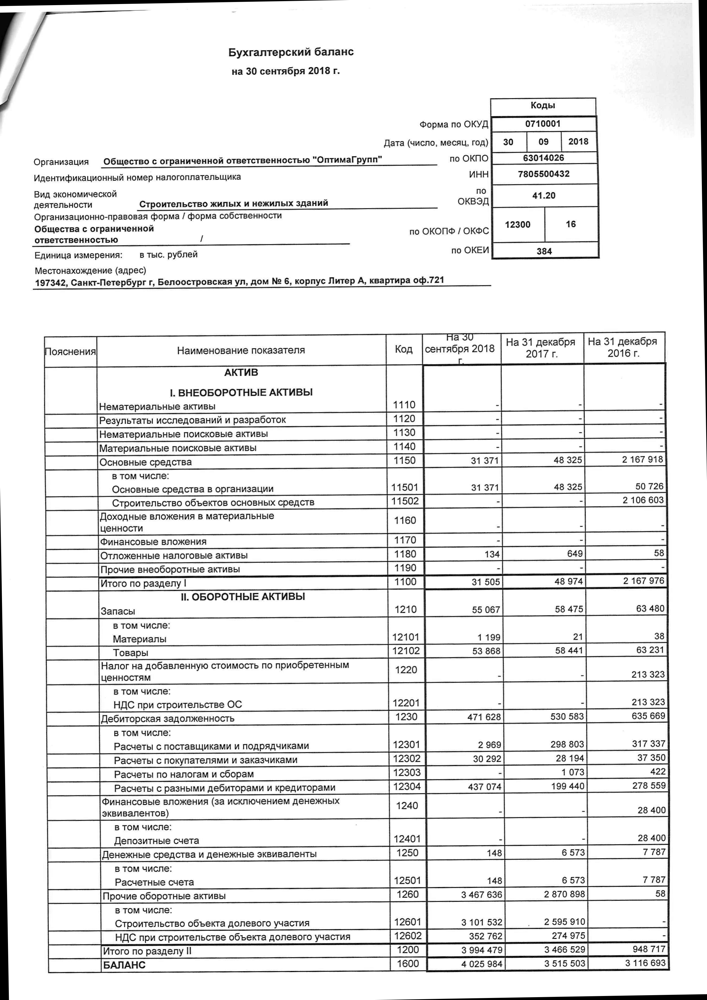 Бухгалтерский баланс
на 30 сентября 2018 г.
Коды
Форма по ОКУД 0710001
Дата (число, месяц, год) 30 09 2018
Организация Общество с ограниченной ответственностью "ОптимаГрупп" по ОКПО 63014026
Идентификационный номер налогоплательщика ИНН 7805500432
Вид экономической
деятельности Строительство жилых и нежилых зданий по
ОКВЭД 41.20
Организационно-правовая форма / форма собственности
Общества с ограниченной
ответственностью / по ОКОПФ / ОКФС 12300 16
Единица измерения: в тыс. рублей по ОКЕИ 384
Местонахождение (адрес)
197342, Санкт-Петербург г, Белоостровская ул, дом № 6, корпус Литер А, квартира оф.721
Пояснения Наименование показателя Код На 30 сентября 2018 г. На 31 декабря 2017 г. На 31 декабря 2016 г.
АКТИВ
I. ВНЕОБОРОТНЫЕ АКТИВЫ
Нематериальные активы 1110 - - -
Результаты исследований и разработок 1120 - - -
Нематериальные поисковые активы 1130 - - -
Материальные поисковые активы 1140 - - -
Основные средства 1150 31 371 48 325 2 167 918
в том числе:
Основные средства в организации 11501 31 371 48 325 50 726
Строительство объектов основных средств 11502 - - 2 106 603
Доходные вложения в материальные
ценности 1160 - - -
Финансовые вложения 1170 - - -
Отложенные налоговые активы 1180 134 649 58
Прочие внеоборотные активы 1190 - - -
Итого по разделу I 1100 31 505 48 974 2 167 976
II. ОБОРОТНЫЕ АКТИВЫ
Запасы 1210 55 067 58 475 63 480
в том числе:
Материалы 12101 1 199 21 38
Товары 12102 53 868 58 441 63 231
Налог на добавленную стоимость по приобретенным
ценностям 1220 - - 213 323
в том числе:
НДС при строительстве ОС 12201 - - 213 323
Дебиторская задолженность 1230 471 628 530 583 635 669
в том числе:
Расчеты с поставщиками и подрядчиками 12301 2 969 298 803 317 337
Расчеты с покупателями и заказчиками 12302 30 292 28 194 37 350
Расчеты по налогам и сборам 12303 - 1 073 422
Расчеты с разными дебиторами и кредиторами 12304 437 074 199 440 278 559
Финансовые вложения (за исключением денежных
эквивалентов) 1240 - - 28 400
в том числе:
Депозитные счета 12401 - - 28 400
Денежные средства и денежные эквиваленты 1250 148 6 573 7 787
в том числе:
Расчетные счета 12501 148 6 573 7 787
Прочие оборотные активы 1260 3 467 636 2 870 898 58
в том числе:
Строительство объекта долевого участия 12601 3 101 532 2 595 910 -
НДС при строительстве объекта долевого участия 12602 352 762 274 975 -
Итого по разделу II 1200 3 994 479 3 466 529 948 717
БАЛАНС 1600 4 025 984 3 515 503 3 116 693